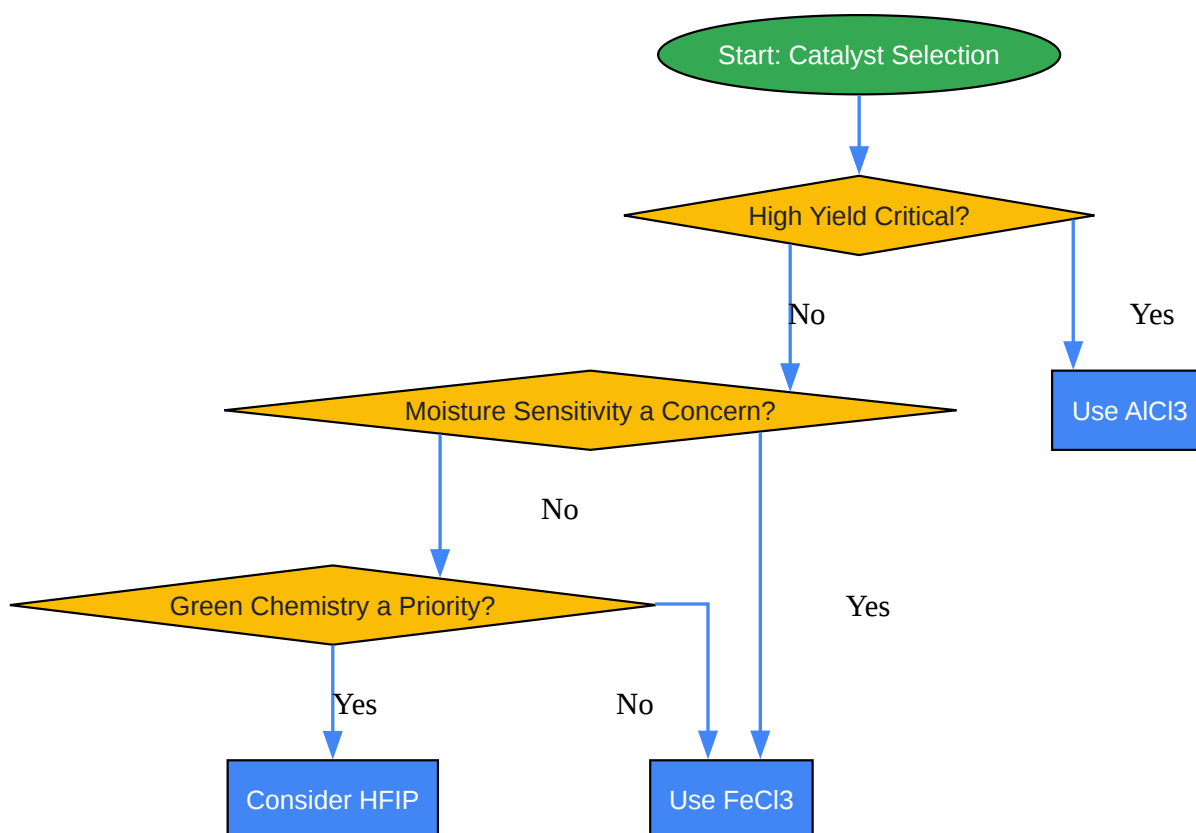 Start: Catalyst Selection
High Yield Critical?
No
Yes
Moisture Sensitivity a Concern?
Use AlCl3
No
Green Chemistry a Priority?
Yes
Yes
No
Consider HFIP
Use FeCl3